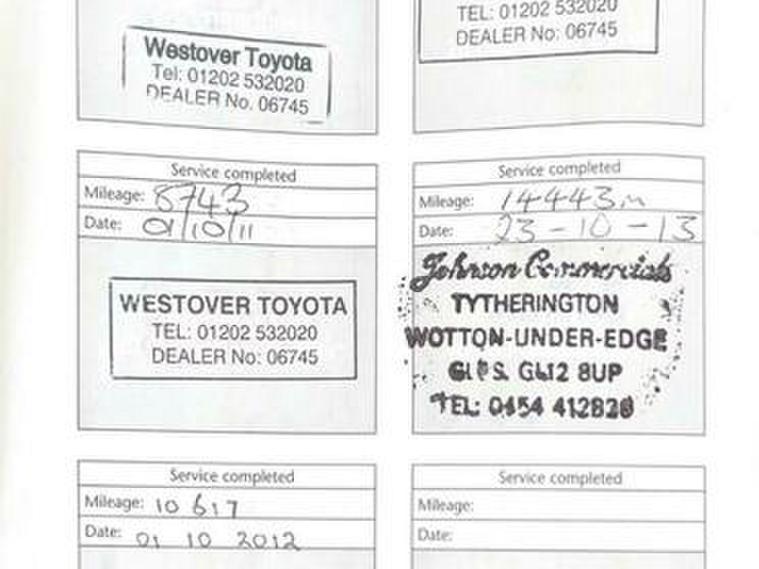 Westover Toyota
Tel: 01202 532020
DEALER No. 06745
TEL: 01202 532020
DEALER No: 06745
Service completed
Mileage: 8743
Date: 01/10/11
WESTOVER TOYOTA
TEL: 01202 532020
DEALER No: 06745
Service completed
Mileage: 14443m
Date: 23-10-13
Johnson Commercials
TYTHERINGTON
WOTTON-UNDER-EDGE
GLOS. GL12 8UP
TEL: 0454 412828
Service completed
Mileage: 10 617
Date: 01 10 2012
Service completed
Mileage:
Date: